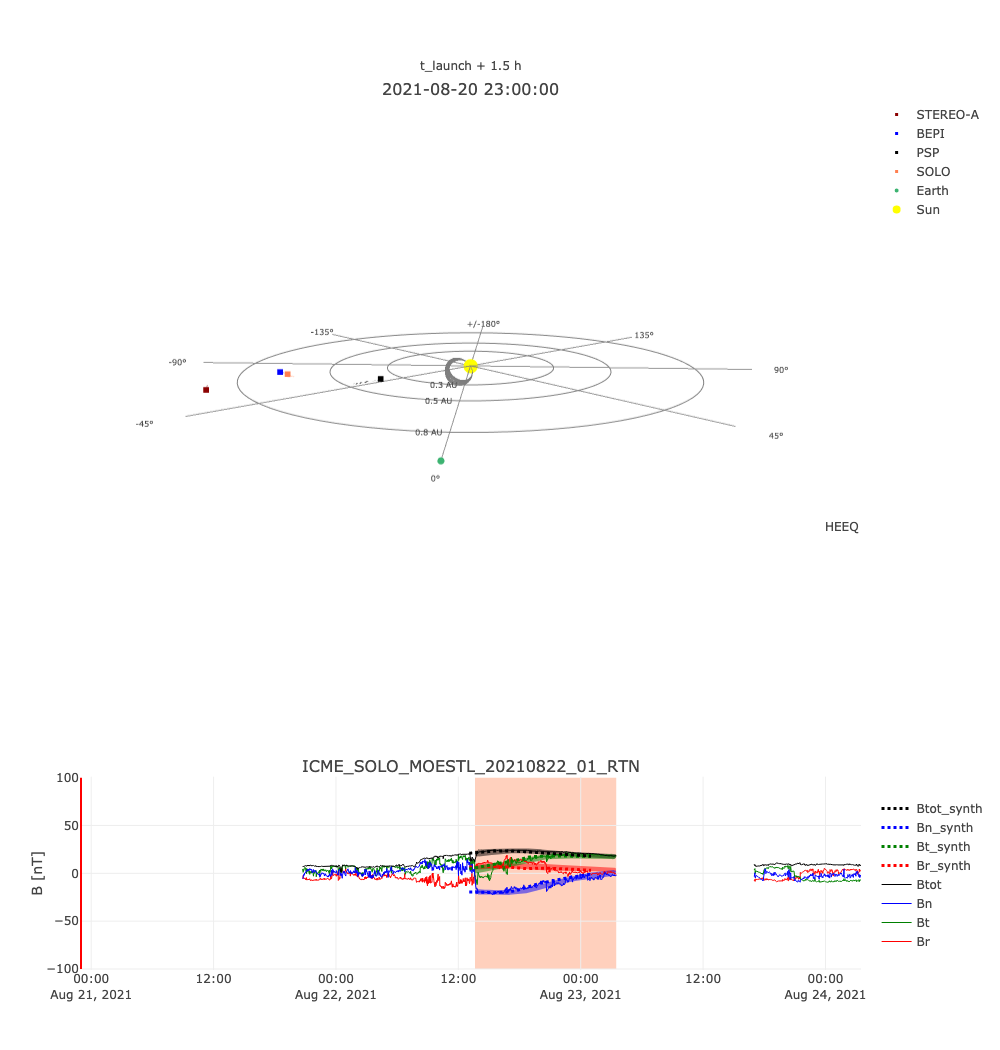 t_launch + 1.5 h
2021-08-20 23:00:00
STEREO-A
BEPI
PSP
SOLO
Earth
Sun
+/-180°
-135°
135°
-90°
90°
0.3 AU
0.5 AU
-45°
0.8 AU
45°
0°
HEEQ
ICME_SOLO_MOESTL_20210822_01_RTN
100
50
0
−50
−100
B [nT]
Btot_synth
Bn_synth
Bt_synth
Br_synth
Btot
Bn
Bt
Br
00:00 12:00 00:00 12:00 00:00 12:00 00:00
Aug 21, 2021 Aug 22, 2021 Aug 23, 2021 Aug 24, 2021